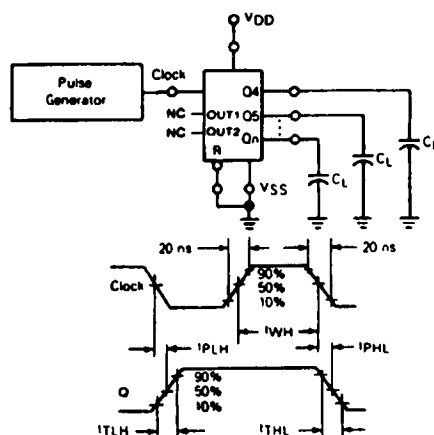 VDD
Pulse
Generator
Clock
NC
OUT1
NC
OUT2
R
Q4
Q5
Qn
VSS
CL
CL
CL
20 ns
20 ns
Clock
90%
50%
10%
tWH
tPLH
tPHL
Q
90%
50%
10%
tTLH
tTHL